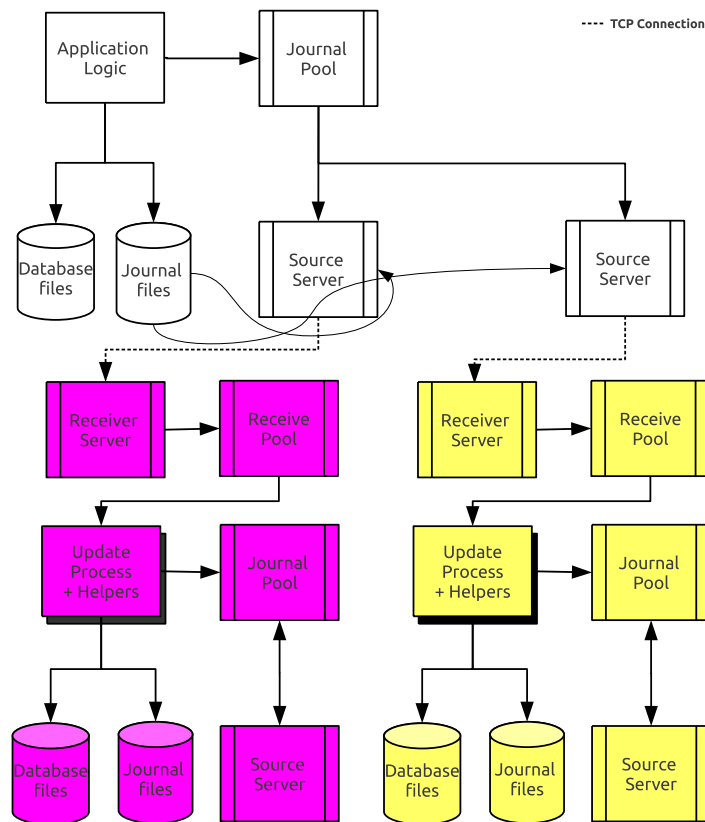 TCP Connection
Application
Logic
Journal
Pool
Database
files
Journal
files
Source
Server
Source
Server
Receiver
Server
Receive
Pool
Receiver
Server
Receive
Pool
Update
Process
+ Helpers
Journal
Pool
Update
Process
+ Helpers
Journal
Pool
Database
files
Journal
files
Source
Server
Database
files
Journal
files
Source
Server